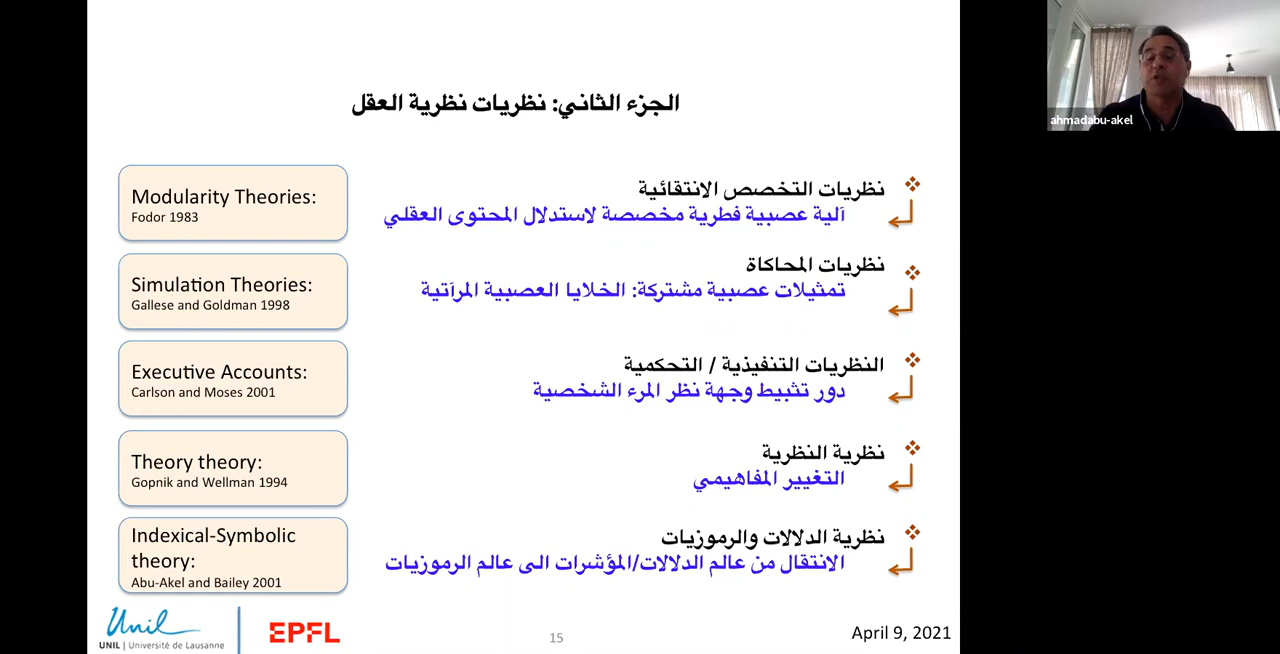 الجزء الثاني: نظريات نظرية العقل
نظريات التخصص الانتقائية
آلية عصبية فطرية مخصصة لاستدلال المحتوى العقلي
Modularity Theories:
Fodor 1983
نظريات المحاكاة
تمثيلات عصبية مشتركة: الخلايا العصبية المرآتية
Simulation Theories:
Gallese and Goldman 1998
النظريات التنفيذية / التحكمية
دور تثبيط وجهة نظر المرء الشخصية
Executive Accounts:
Carlson and Moses 2001
نظرية النظرية
التغيير المفاهيمي
Theory theory:
Gopnik and Wellman 1994
نظرية الدلالات والرموزيات
الانتقال من عالم الدلالات/المؤشرات الى عالم الرموزيات
Indexical-Symbolic
theory:
Abu-Akel and Bailey 2001
Unil
UNIL | Université de Lausanne
EPFL
15
April 9, 2021
ahmadabu-akel